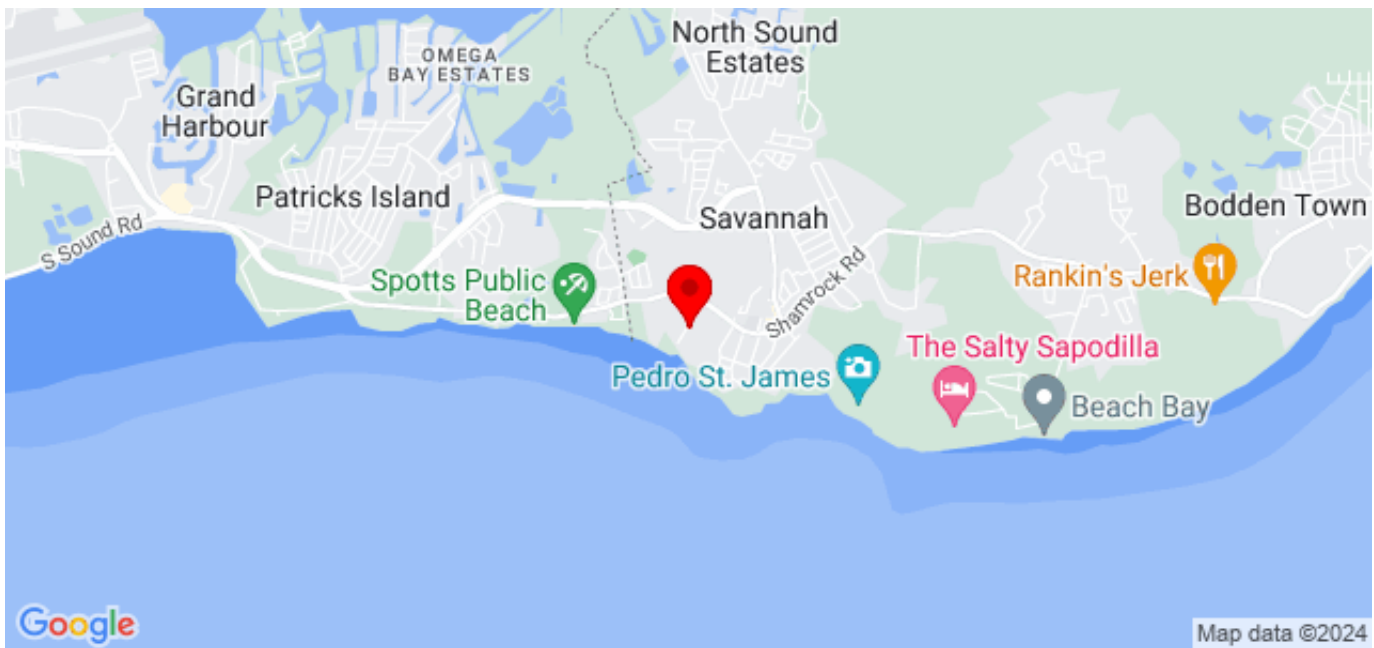 North Sound
Estates
OMEGA
BAY ESTATES
Grand
Harbour
Patricks Island
Savannah
Bodden Town
S Sound Rd
Spotts Public
Beach
Shamrock Rd
Rankin's Jerk
Pedro St. James
The Salty Sapodilla
Beach Bay
Google
Map data ©2024